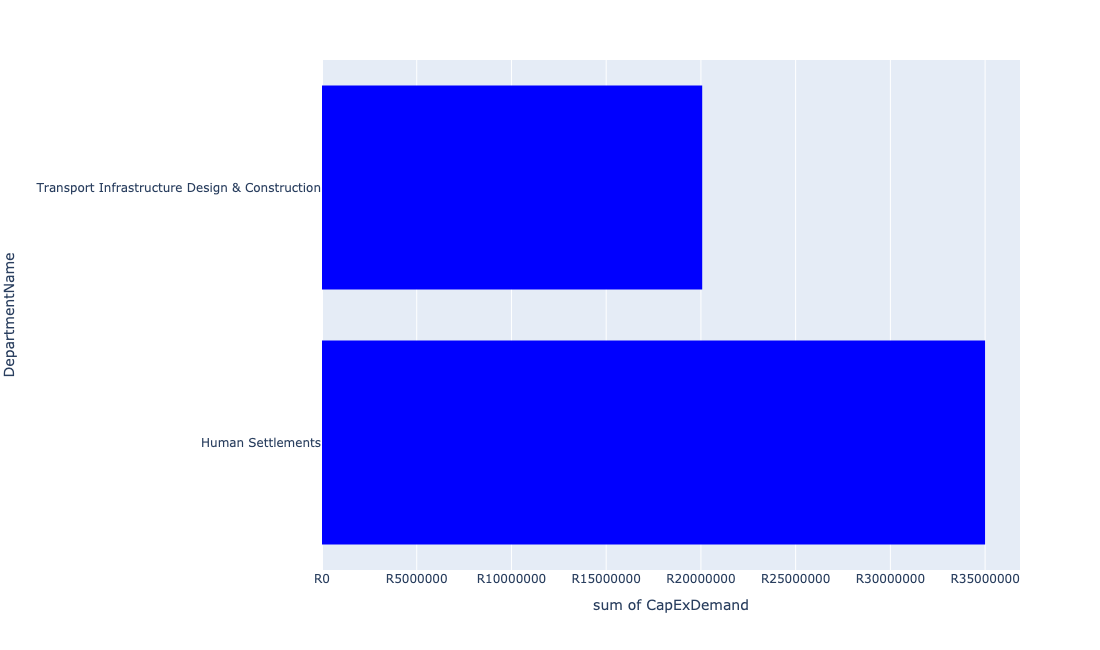 Transport Infrastructure Design & Construction
DepartmentName
Human Settlements
R0 R5000000 R10000000 R15000000 R20000000 R25000000 R30000000 R35000000
sum of CapExDemand